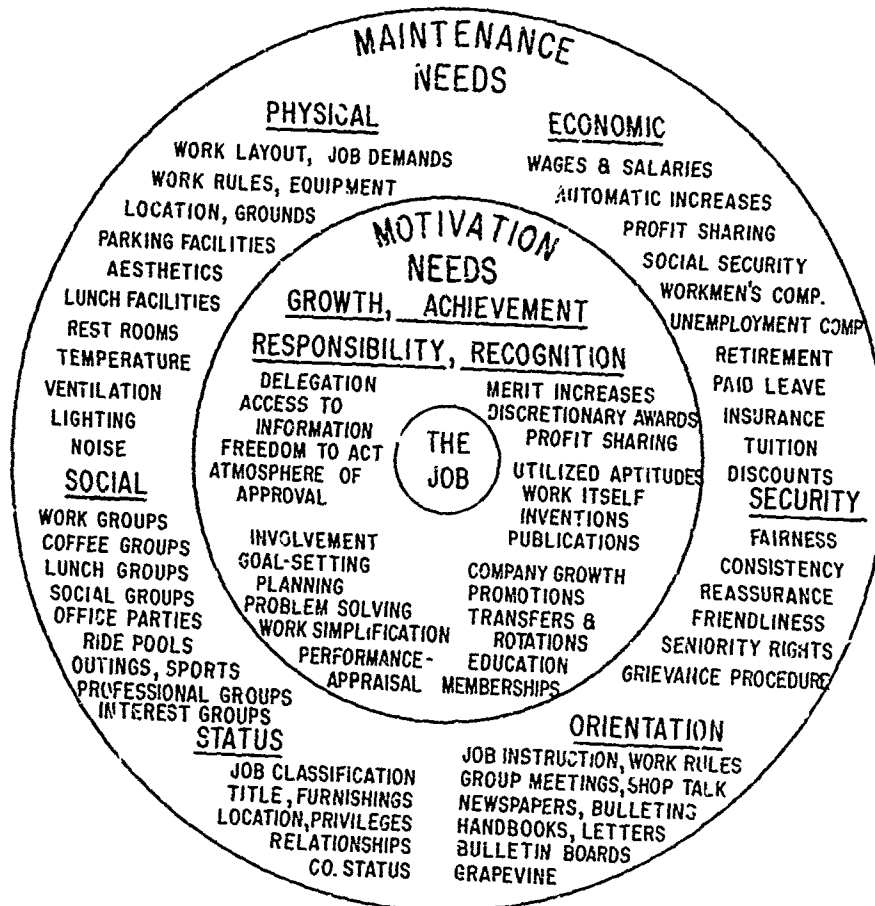 MAINTENANCE
NEEDS
PHYSICAL
WORK LAYOUT, JOB DEMANDS
WORK RULES, EQUIPMENT
LOCATION, GROUNDS
PARKING FACILITIES
AESTHETICS
LUNCH FACILITIES
REST ROOMS
TEMPERATURE
VENTILATION
LIGHTING
NOISE
ECONOMIC
WAGES & SALARIES
AUTOMATIC INCREASES
PROFIT SHARING
SOCIAL SECURITY
WORKMEN'S COMP.
UNEMPLOYMENT COMP
RETIREMENT
PAID LEAVE
INSURANCE
TUITION
DISCOUNTS
MOTIVATION
NEEDS
GROWTH, ACHIEVEMENT
RESPONSIBILITY, RECOGNITION
DELEGATION
ACCESS TO
INFORMATION
FREEDOM TO ACT
ATMOSPHERE OF
APPROVAL
MERIT INCREASES
DISCRETIONARY AWARDS
PROFIT SHARING
THE
JOB
UTILIZED APTITUDES
WORK ITSELF
INVENTIONS
PUBLICATIONS
INVOLVEMENT
GOAL-SETTING
PLANNING
PROBLEM SOLVING
WORK SIMPLIFICATION
PERFORMANCE-
APPRAISAL
COMPANY GROWTH
PROMOTIONS
TRANSFERS &
ROTATIONS
EDUCATION
MEMBERSHIPS
SOCIAL
WORK GROUPS
COFFEE GROUPS
LUNCH GROUPS
SOCIAL GROUPS
OFFICE PARTIES
RIDE POOLS
OUTINGS, SPORTS
PROFESSIONAL GROUPS
INTEREST GROUPS
SECURITY
FAIRNESS
CONSISTENCY
REASSURANCE
FRIENDLINESS
SENIORITY RIGHTS
GRIEVANCE PROCEDURE
STATUS
JOB CLASSIFICATION
TITLE, FURNISHINGS
LOCATION, PRIVILEGES
RELATIONSHIPS
CO. STATUS
ORIENTATION
JOB INSTRUCTION, WORK RULES
GROUP MEETINGS, SHOP TALK
NEWSPAPERS, BULLETING
HANDBOOKS, LETTERS
BULLETIN BOARDS
GRAPEVINE